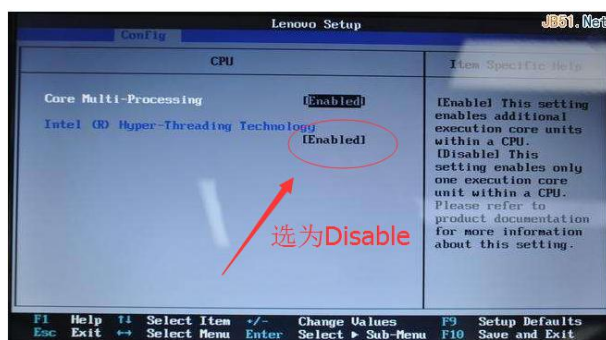 Lenovo Setup
JB51.Net
Config
CPU
Item Specific Help
Core Multi-Processing [Enabled]
Intel (R) Hyper-Threading Technology
[Enabled]
[Enable] This setting
enables additional
execution core units
within a CPU.
[Disable] This
setting enables only
one execution core
unit within a CPU.
Please refer to
product documentation
for more information
about this setting.
选为Disable
F1 Help ↑↓ Select Item +/- Change Values F9 Setup Defaults
Esc Exit ↔ Select Menu Enter Select ▶ Sub-Menu F10 Save and Exit